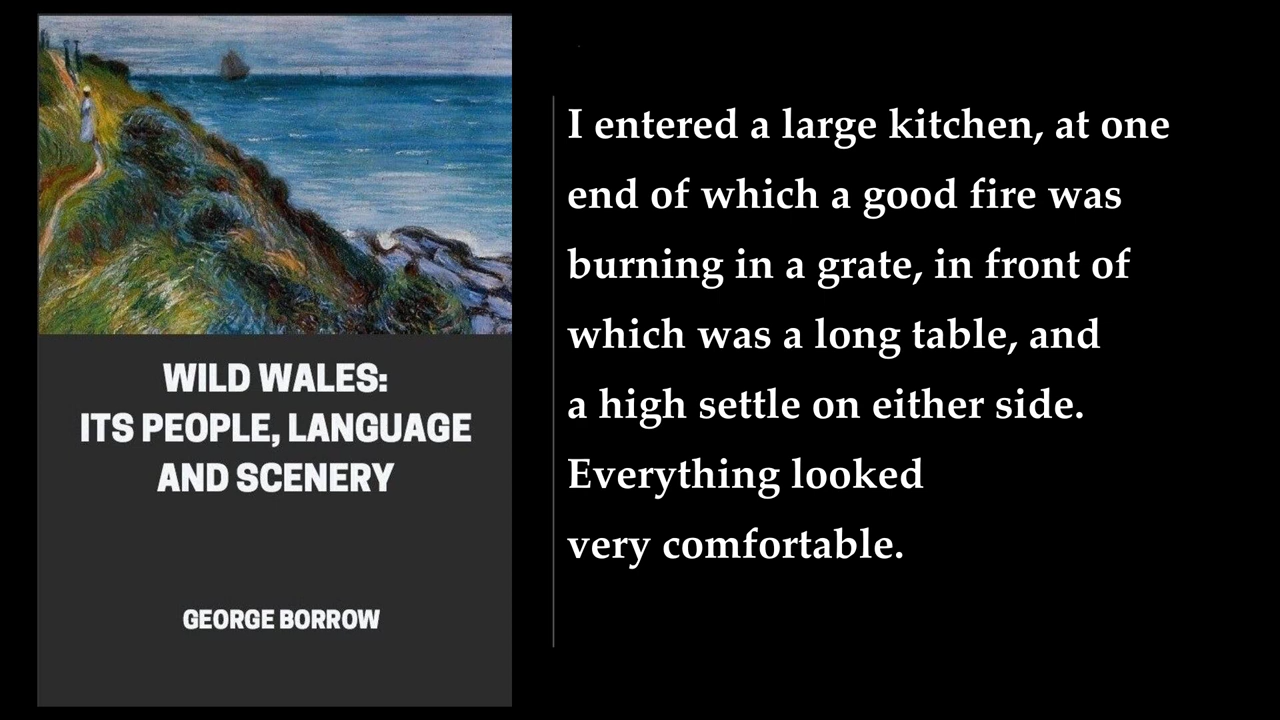 WILD WALES:
ITS PEOPLE, LANGUAGE
AND SCENERY
GEORGE BORROW
I entered a large kitchen, at one
end of which a good fire was
burning in a grate, in front of
which was a long table, and
a high settle on either side.
Everything looked
very comfortable.